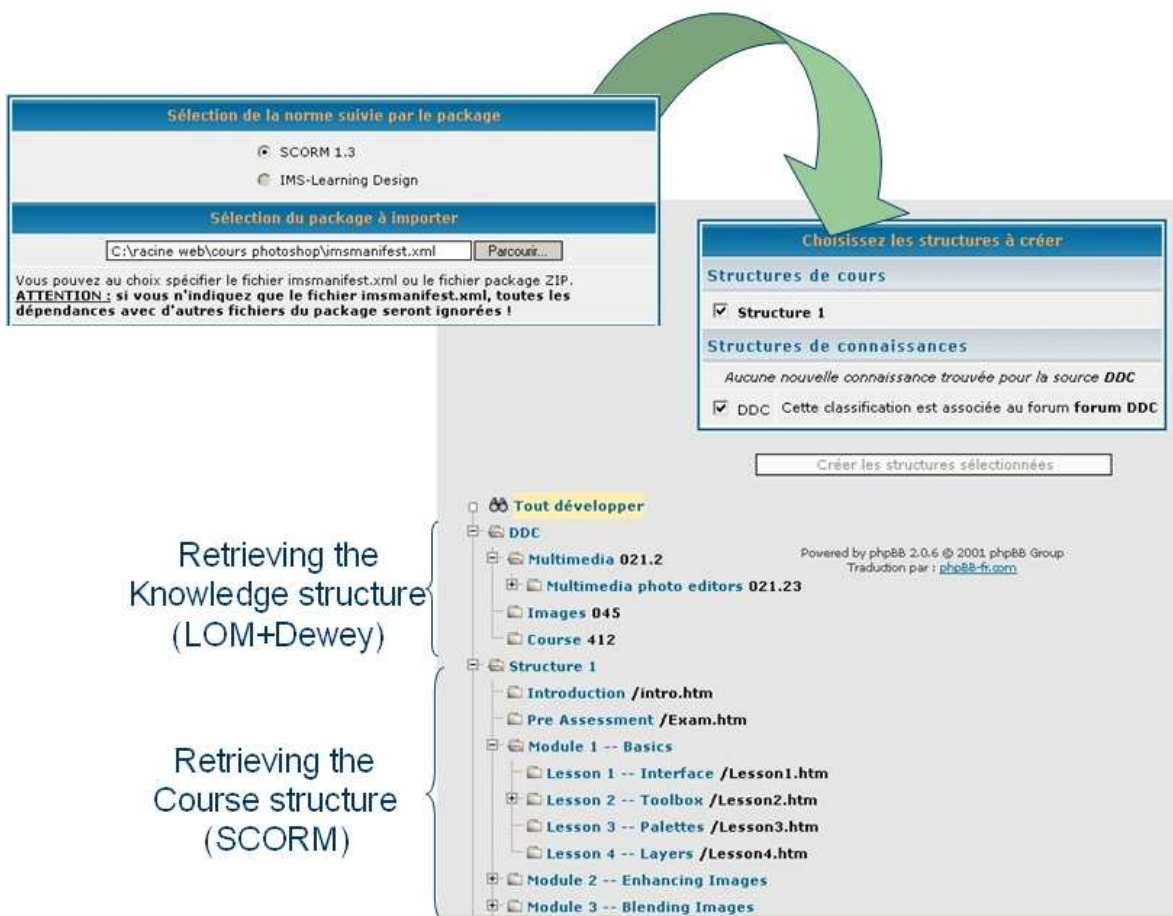 Sélection de la norme suivie par le package
SCORM 1.3
IMS-Learning Design
Sélection du package à importer
C:\racine web\cours photoshop\imsmanifest.xml Parcourir...
Vous pouvez au choix spécifier le fichier imsmanifest.xml ou le fichier package ZIP.
ATTENTION : si vous n'indiquez que le fichier imsmanifest.xml, toutes les
dépendances avec d'autres fichiers du package seront ignorées !
Choisissez les structures à créer
Structures de cours
Structure 1
Structures de connaissances
Aucune nouvelle connaissance trouvée pour la source DDC
DDC Cette classification est associée au forum forum DDC
Créer les structures sélectionnées
Powered by phpBB 2.0.6 © 2001 phpBB Group
Traduction par : phpBB-fr.com
Retrieving the
Knowledge structure
(LOM+Dewey)
Tout développer
DDC
Multimedia 021.2
Multimedia photo editors 021.23
Images 045
Course 412
Retrieving the
Course structure
(SCORM)
Structure 1
Introduction /intro.htm
Pre Assessment /Exam.htm
Module 1 -- Basics
Lesson 1 -- Interface /Lesson1.htm
Lesson 2 -- Toolbox /Lesson2.htm
Lesson 3 -- Palettes /Lesson3.htm
Lesson 4 -- Layers /Lesson4.htm
Module 2 -- Enhancing Images
Module 3 -- Blending Images